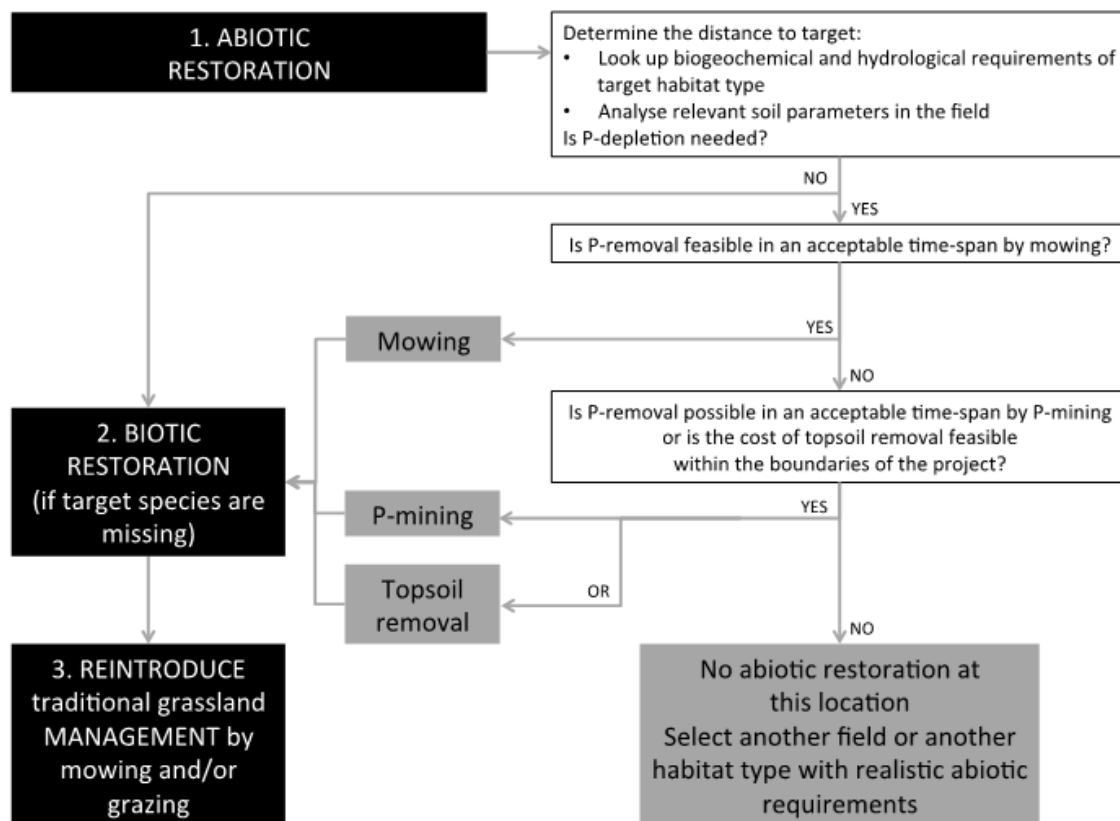 1. ABIOTIC
RESTORATION
Determine the distance to target:
• Look up biogeochemical and hydrological requirements of
target habitat type
• Analyse relevant soil parameters in the field
Is P-depletion needed?
NO
YES
Is P-removal feasible in an acceptable time-span by mowing?
YES
Mowing
NO
Is P-removal possible in an acceptable time-span by P-mining
or is the cost of topsoil removal feasible
within the boundaries of the project?
2. BIOTIC
RESTORATION
(if target species are
missing)
YES
P-mining
OR
Topsoil
removal
NO
3. REINTRODUCE
traditional grassland
MANAGEMENT by
mowing and/or
grazing
No abiotic restoration at
this location
Select another field or another
habitat type with realistic abiotic
requirements